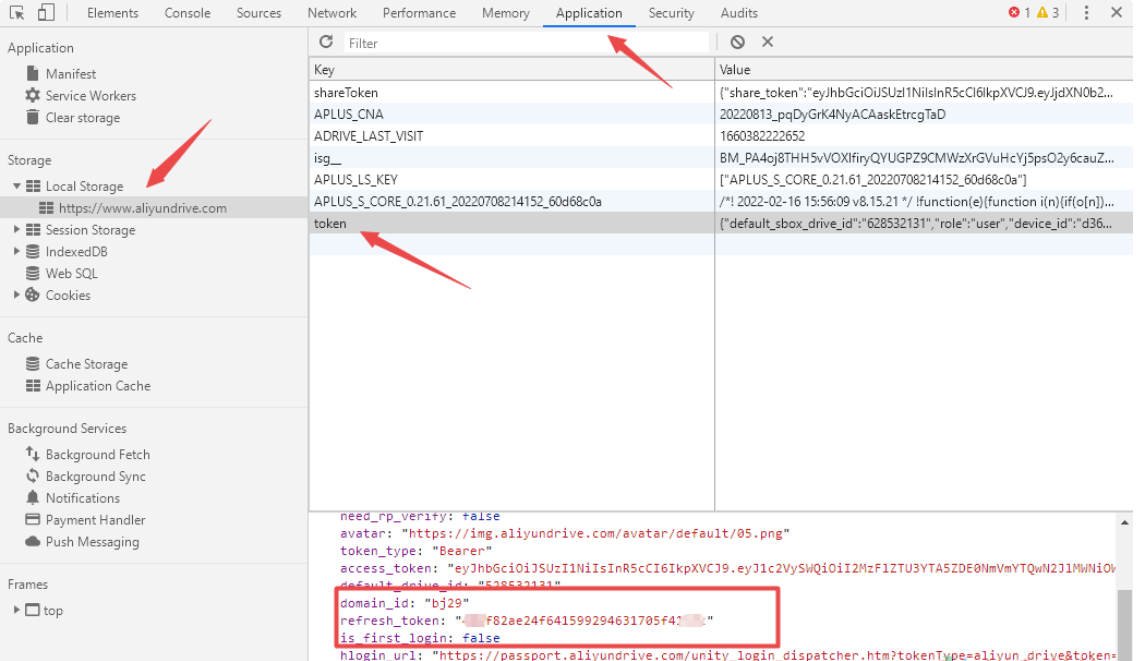 Elements Console Sources Network Performance Memory Application Security Audits 1 3
Application
Manifest
Service Workers
Clear storage
Storage
Local Storage
https://www.aliyundrive.com
Session Storage
IndexedDB
Web SQL
Cookies
Cache
Cache Storage
Application Cache
Background Services
Background Fetch
Background Sync
Notifications
Payment Handler
Push Messaging
Frames
top
Filter
Key Value
shareToken {"share_token":"eyJhbGciOiJSUzI1NiIsInR5cCI6IkpXVCJ9.eyJjdXN0b2...
APLUS_CNA 20220813_pqDyGrK4NyACAaskEtrcgTaD
ADRIVE_LAST_VISIT 1660382222652
isg__ BM_PA4oj8THH5vVOXIfiryQYUGPZ9CMWzXrGVuHcYj5psO2y6cauZ...
APLUS_LS_KEY ["APLUS_S_CORE_0.21.61_20220708214152_60d68c0a"]
APLUS_S_CORE_0.21.61_20220708214152_60d68c0a /*! 2022-02-16 15:56:09 v8.15.21 */ !function(e){function i(n){if(o[n])...
token {"default_sbox_drive_id":"628532131","role":"user","device_id":"d36...
need_rp_verify: false
avatar: "https://img.aliyundrive.com/avatar/default/05.png"
token_type: "Bearer"
access_token: "eyJhbGciOiJSUzI1NiIsInR5cCI6IkpXVCJ9.eyJ1c2VySWQiOiI2MzFlZTU3YTA5ZDE0NmVmYTQwN2J1MWNiOW
default_drive_id: "528532131"
domain_id: "bj29"
refresh_token: "f82ae24f641599294631705f41"
is_first_login: false
hlogin_url: "https://passport.aliyundrive.com/unity_login_dispatcher.htm?tokenType=aliyun_drive&token=